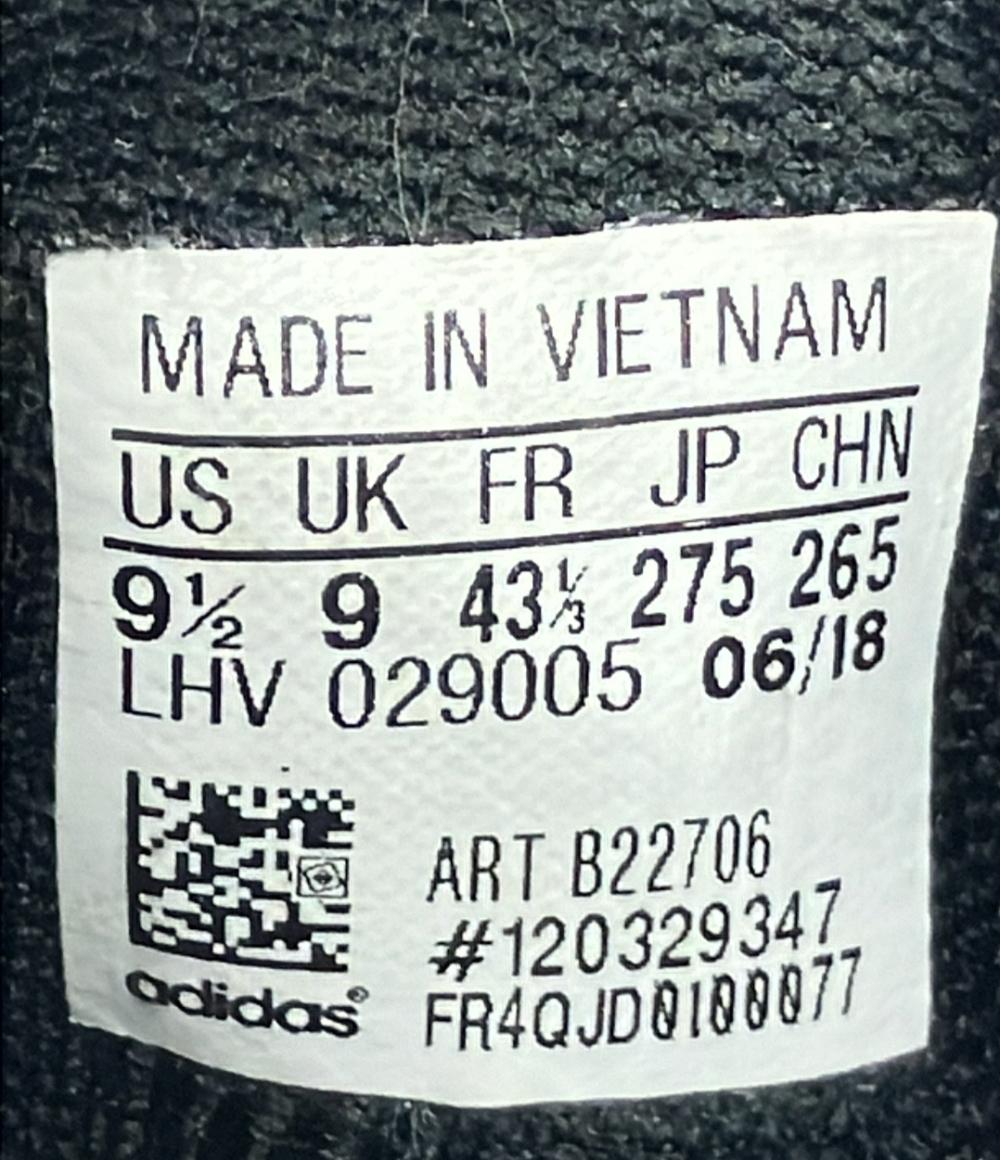 MADE IN VIETNAM
US UK FR JP CHN
9½ 9 43⅓ 275 265
LHV 029005 06/18
ART B22706
#120329347
FR4QJD0100077
adidas®